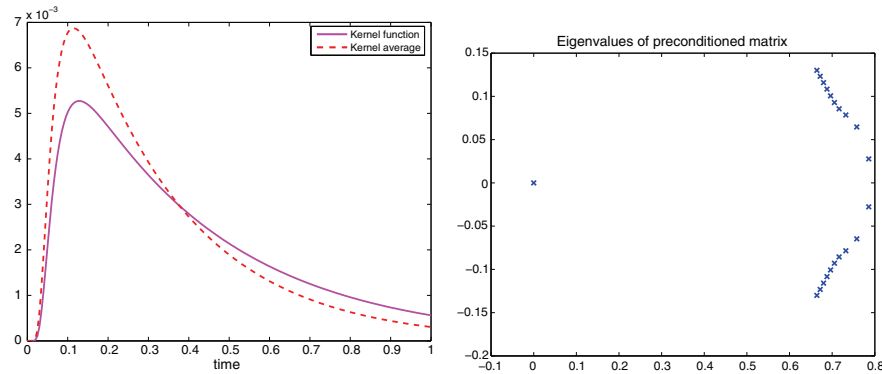 7 × 10⁻³
6
5
4
3
2
1
0
0 0.1 0.2 0.3 0.4 0.5 0.6 0.7 0.8 0.9 1
time
Kernel function
Kernel average
Eigenvalues of preconditioned matrix
0.15
0.1
0.05
0
−0.05
−0.1
−0.15
−0.2
−0.1 0 0.1 0.2 0.3 0.4 0.5 0.6 0.7 0.8